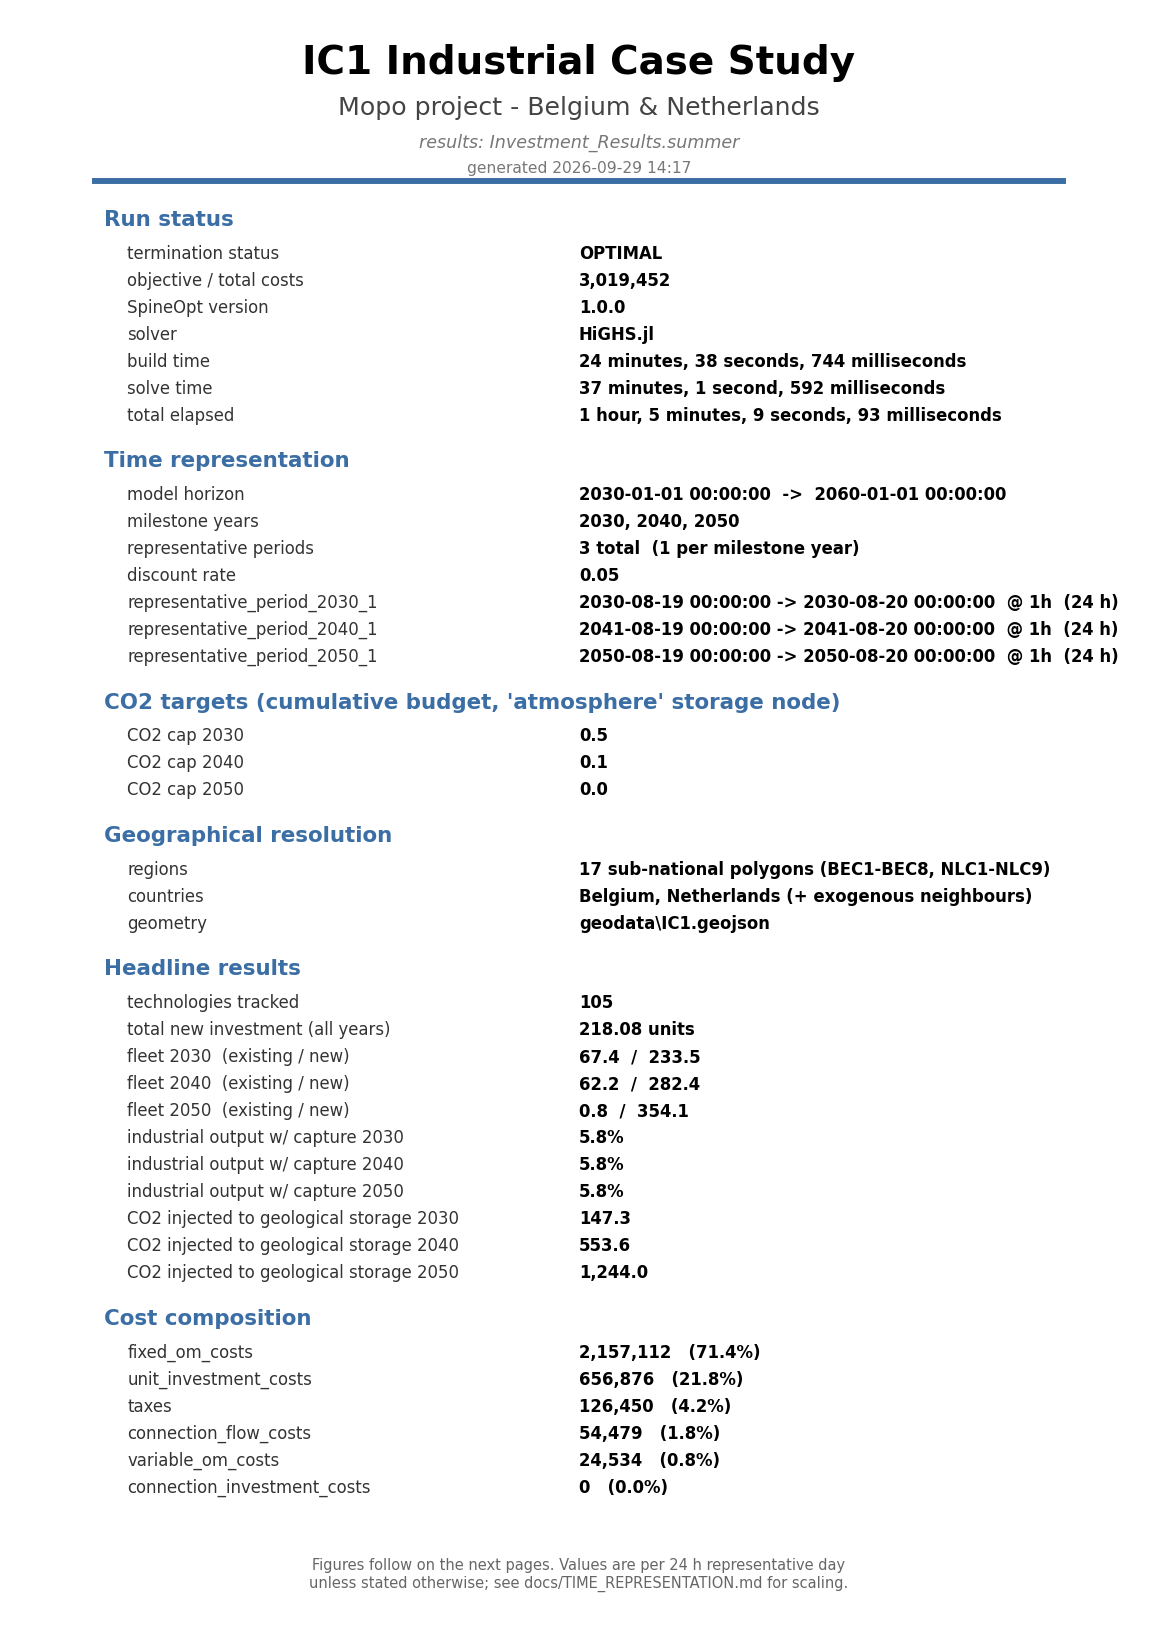 IC1 Industrial Case Study
Mopo project - Belgium & Netherlands
results: Investment_Results.summer
generated 2026-09-29 14:17
Run status
termination status OPTIMAL
objective / total costs 3,019,452
SpineOpt version 1.0.0
solver HiGHS.jl
build time 24 minutes, 38 seconds, 744 milliseconds
solve time 37 minutes, 1 second, 592 milliseconds
total elapsed 1 hour, 5 minutes, 9 seconds, 93 milliseconds
Time representation
model horizon 2030-01-01 00:00:00 -> 2060-01-01 00:00:00
milestone years 2030, 2040, 2050
representative periods 3 total (1 per milestone year)
discount rate 0.05
representative_period_2030_1 2030-08-19 00:00:00 -> 2030-08-20 00:00:00 @ 1h (24 h)
representative_period_2040_1 2041-08-19 00:00:00 -> 2041-08-20 00:00:00 @ 1h (24 h)
representative_period_2050_1 2050-08-19 00:00:00 -> 2050-08-20 00:00:00 @ 1h (24 h)
CO2 targets (cumulative budget, 'atmosphere' storage node)
CO2 cap 2030 0.5
CO2 cap 2040 0.1
CO2 cap 2050 0.0
Geographical resolution
regions 17 sub-national polygons (BEC1-BEC8, NLC1-NLC9)
countries Belgium, Netherlands (+ exogenous neighbours)
geometry geodata\IC1.geojson
Headline results
technologies tracked 105
total new investment (all years) 218.08 units
fleet 2030 (existing / new) 67.4 / 233.5
fleet 2040 (existing / new) 62.2 / 282.4
fleet 2050 (existing / new) 0.8 / 354.1
industrial output w/ capture 2030 5.8%
industrial output w/ capture 2040 5.8%
industrial output w/ capture 2050 5.8%
CO2 injected to geological storage 2030 147.3
CO2 injected to geological storage 2040 553.6
CO2 injected to geological storage 2050 1,244.0
Cost composition
fixed_om_costs 2,157,112 (71.4%)
unit_investment_costs 656,876 (21.8%)
taxes 126,450 (4.2%)
connection_flow_costs 54,479 (1.8%)
variable_om_costs 24,534 (0.8%)
connection_investment_costs 0 (0.0%)
Figures follow on the next pages. Values are per 24 h representative day
unless stated otherwise; see docs/TIME_REPRESENTATION.md for scaling.